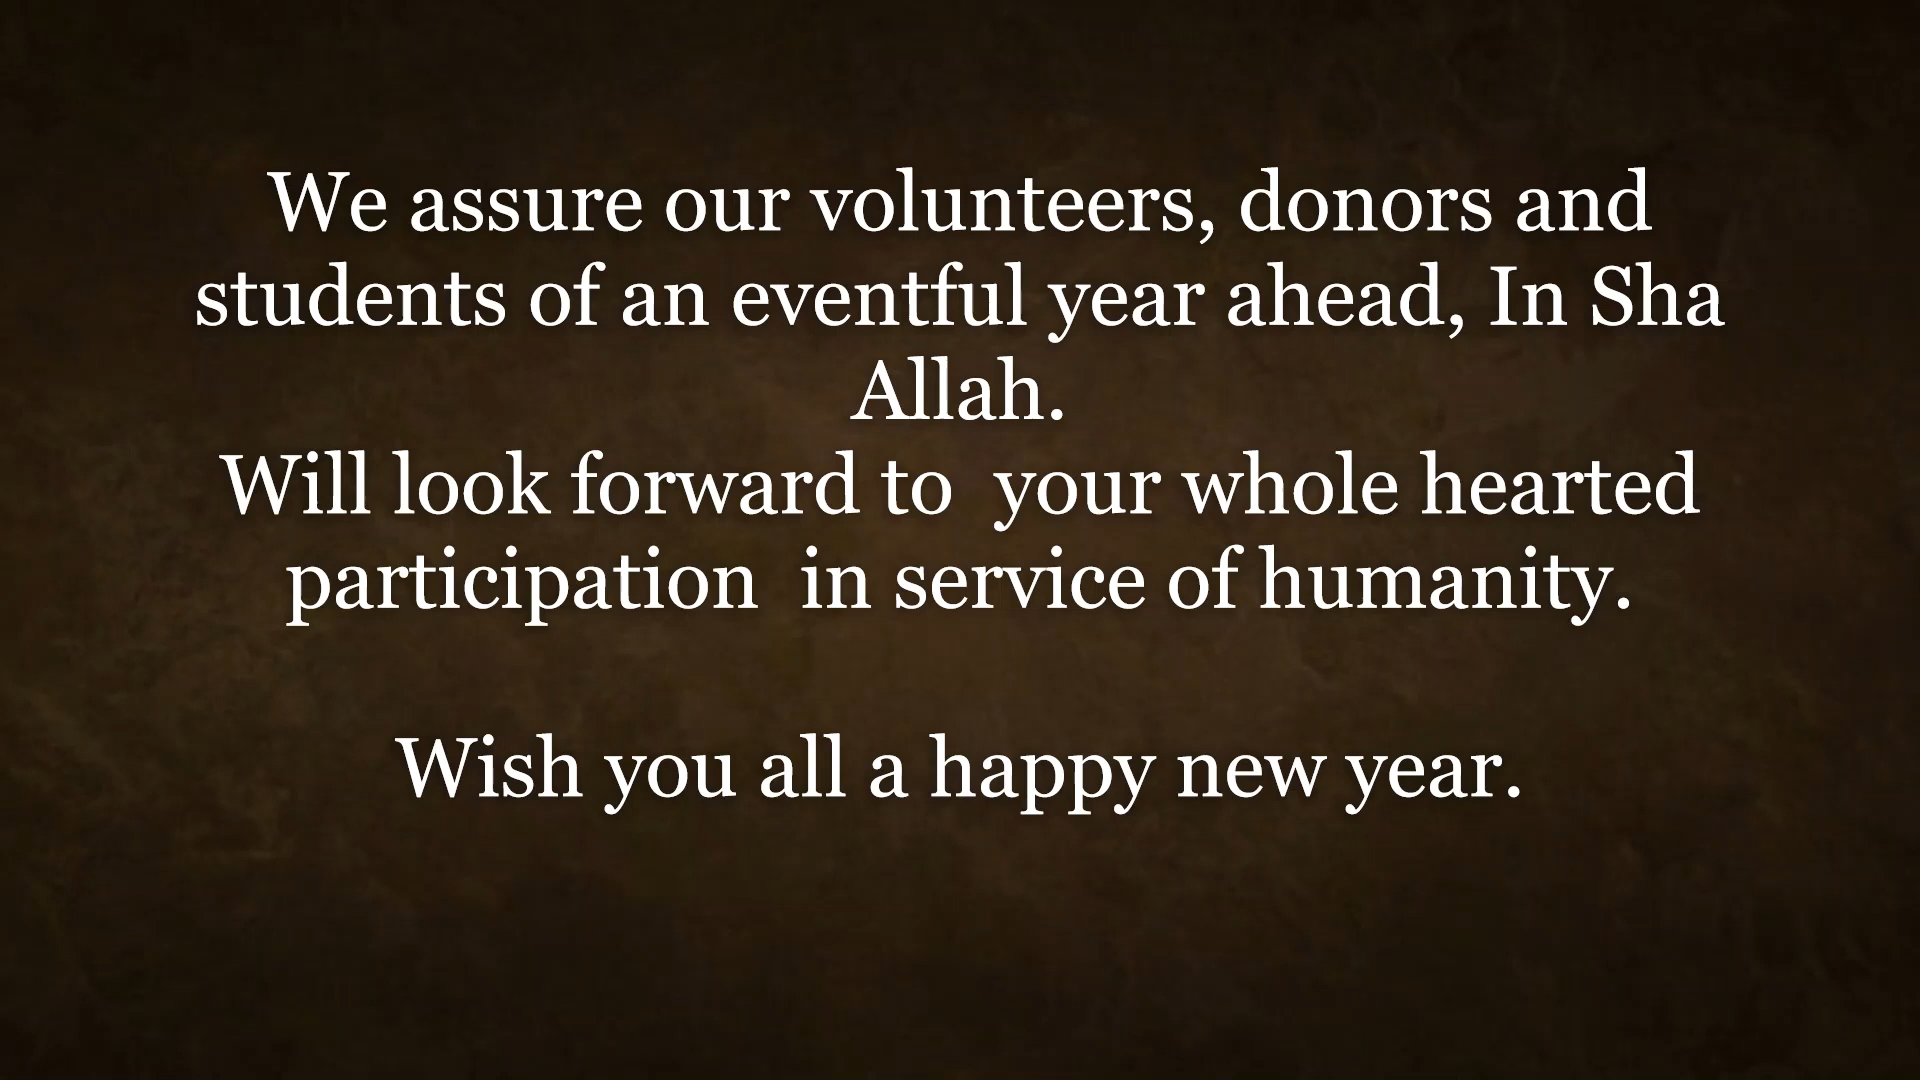 We assure our volunteers, donors and
students of an eventful year ahead, In Sha
Allah.
Will look forward to  your whole hearted
participation  in service of humanity.
Wish you all a happy new year.